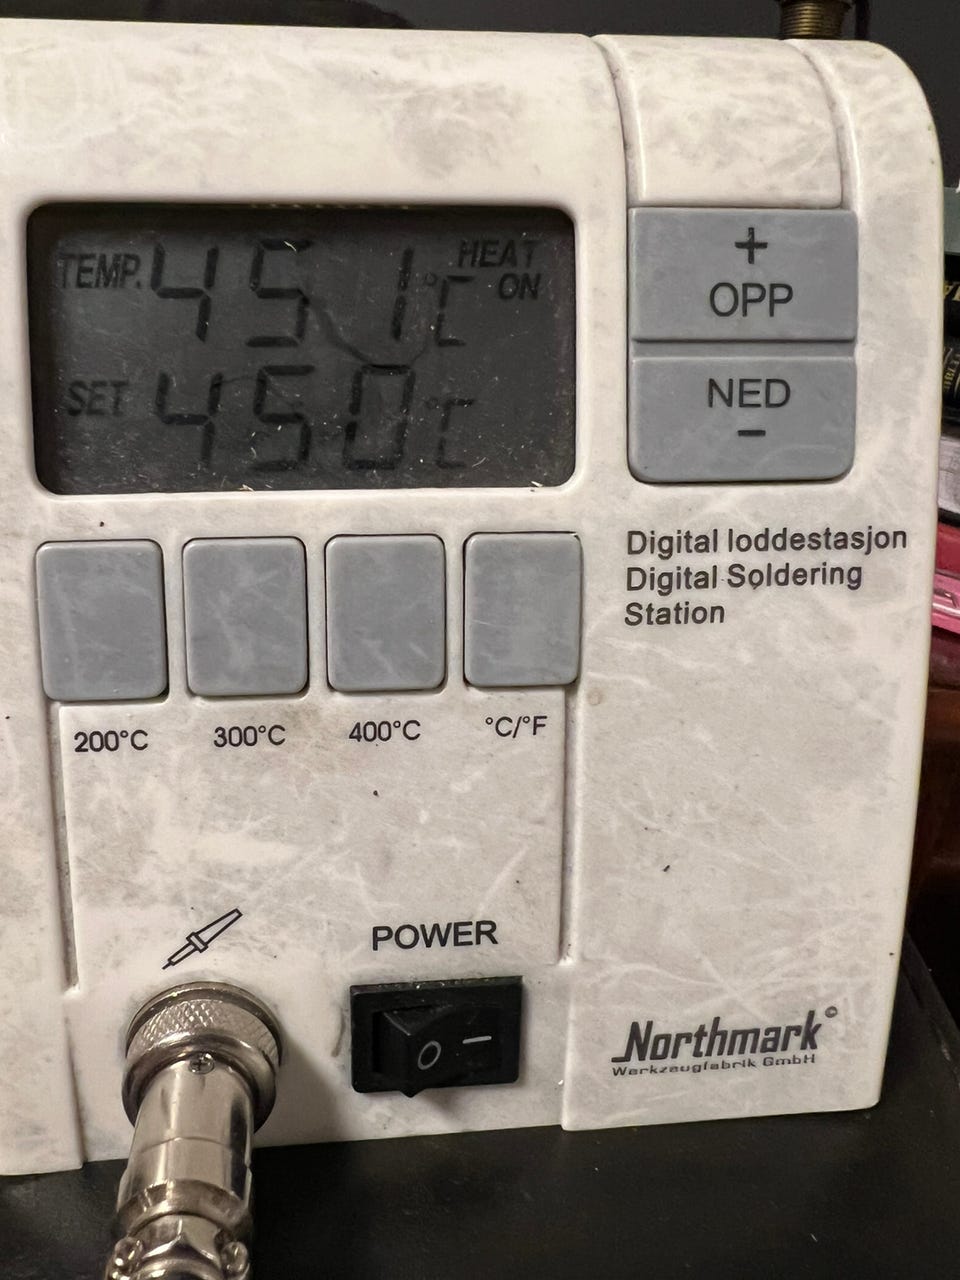 TEMP. 451°C HEAT ON
SET 450°C
+
OPP
NED
-
Digital loddestasjon
Digital Soldering
Station
200°C 300°C 400°C °C/°F
POWER
O —
Northmark©
Werkzeugfabrik GmbH